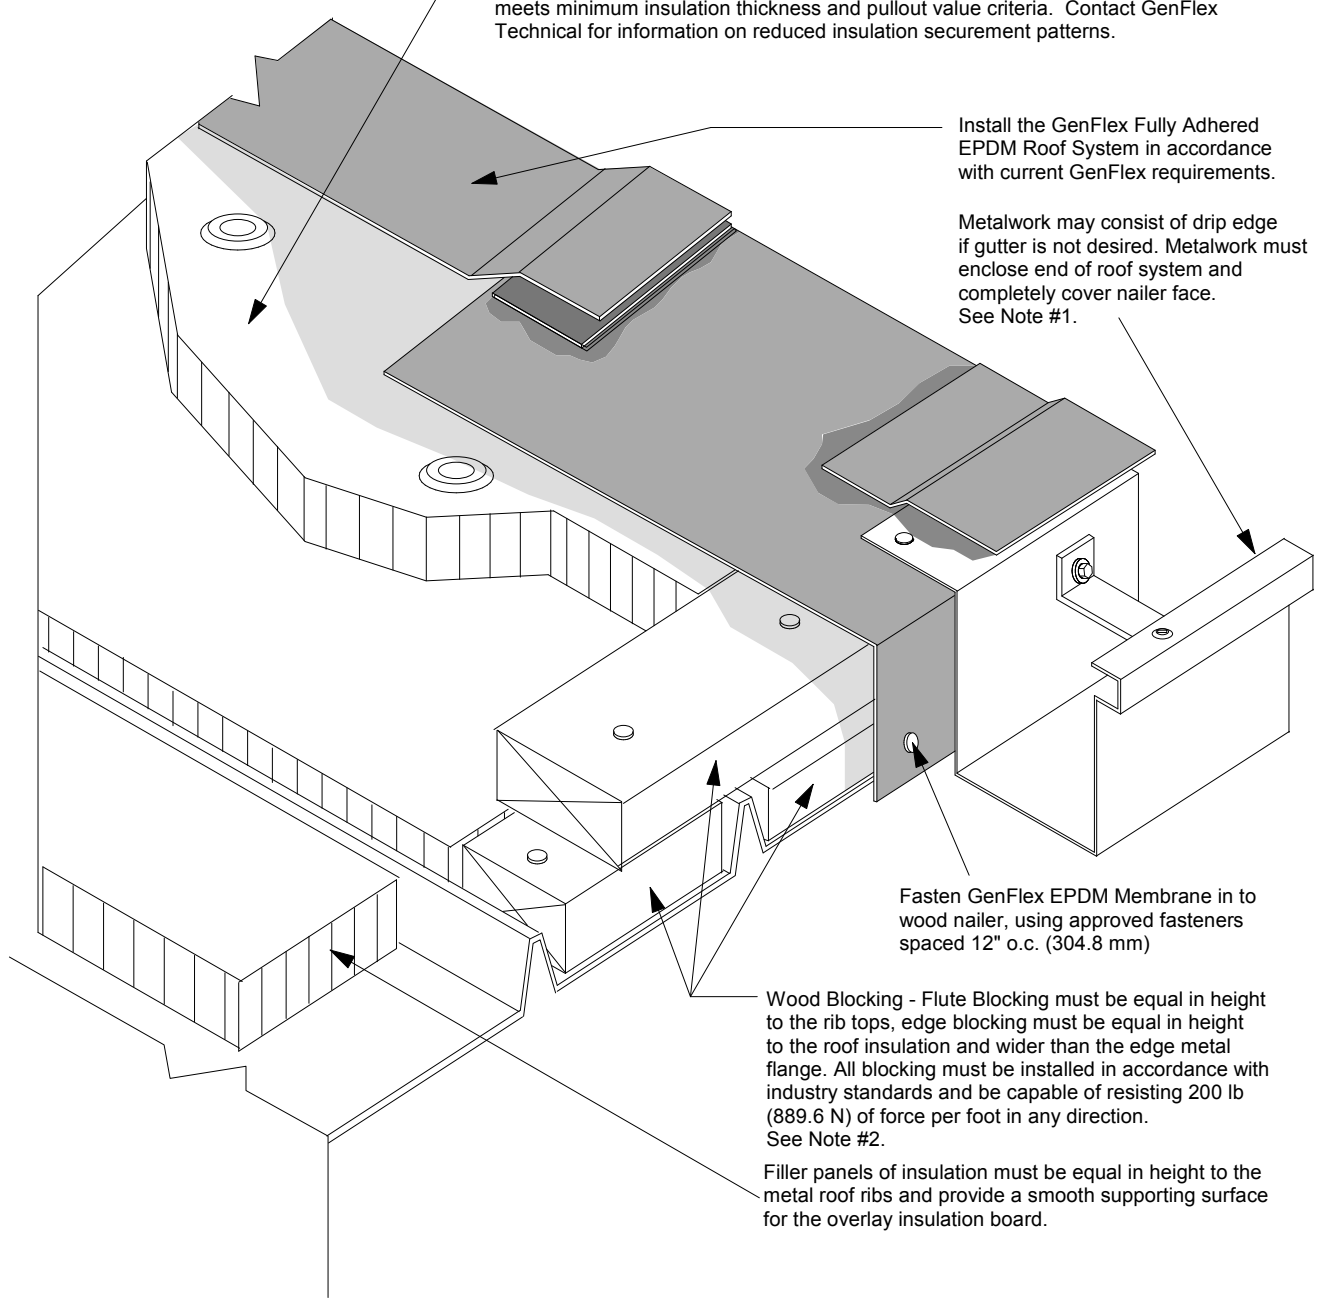 meets minimum insulation thickness and pullout value criteria.  Contact GenFlex
Technical for information on reduced insulation securement patterns.
Install the GenFlex Fully Adhered
EPDM Roof System in accordance
with current GenFlex requirements.
Metalwork may consist of drip edge
if gutter is not desired. Metalwork must
enclose end of roof system and
completely cover nailer face.
See Note #1.
Fasten GenFlex EPDM Membrane in to
wood nailer, using approved fasteners
spaced 12" o.c. (304.8 mm)
Wood Blocking - Flute Blocking must be equal in height
to the rib tops, edge blocking must be equal in height
to the roof insulation and wider than the edge metal
flange. All blocking must be installed in accordance with
industry standards and be capable of resisting 200 lb
(889.6 N) of force per foot in any direction.
See Note #2.
Filler panels of insulation must be equal in height to the
metal roof ribs and provide a smooth supporting surface
for the overlay insulation board.